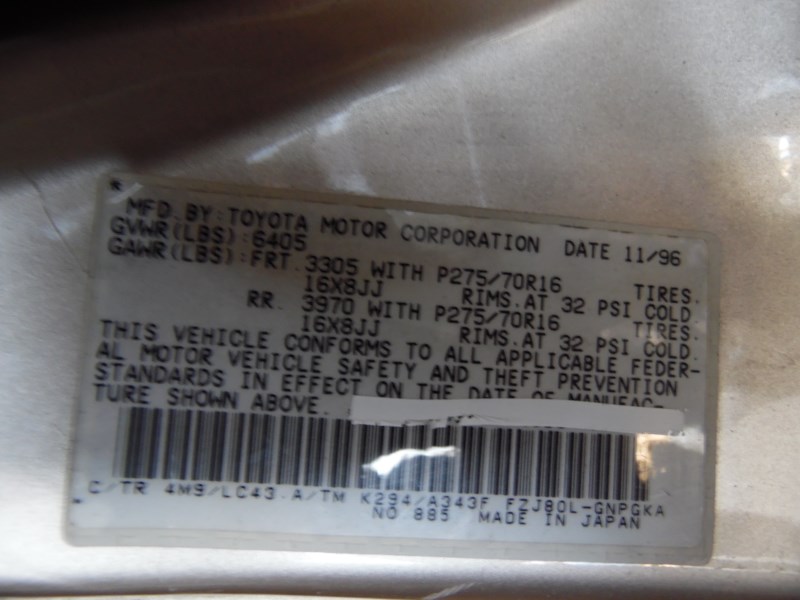 MFD. BY: TOYOTA MOTOR CORPORATION DATE 11/96
GVWR(LBS): 6405
GAWR(LBS): FRT. 3305 WITH P275/70R16 TIRES.
16X8JJ RIMS. AT 32 PSI COLD.
RR. 3970 WITH P275/70R16 TIRES.
16X8JJ RIMS. AT 32 PSI COLD.
THIS VEHICLE CONFORMS TO ALL APPLICABLE FEDER-
AL MOTOR VEHICLE SAFETY AND THEFT PREVENTION
STANDARDS IN EFFECT ON THE DATE OF MANUFAC-
TURE SHOWN ABOVE.
C/TR 4M9/LC43. A/TM K294/A343F FZJ80L-GNPGKA
NO 885 MADE IN JAPAN